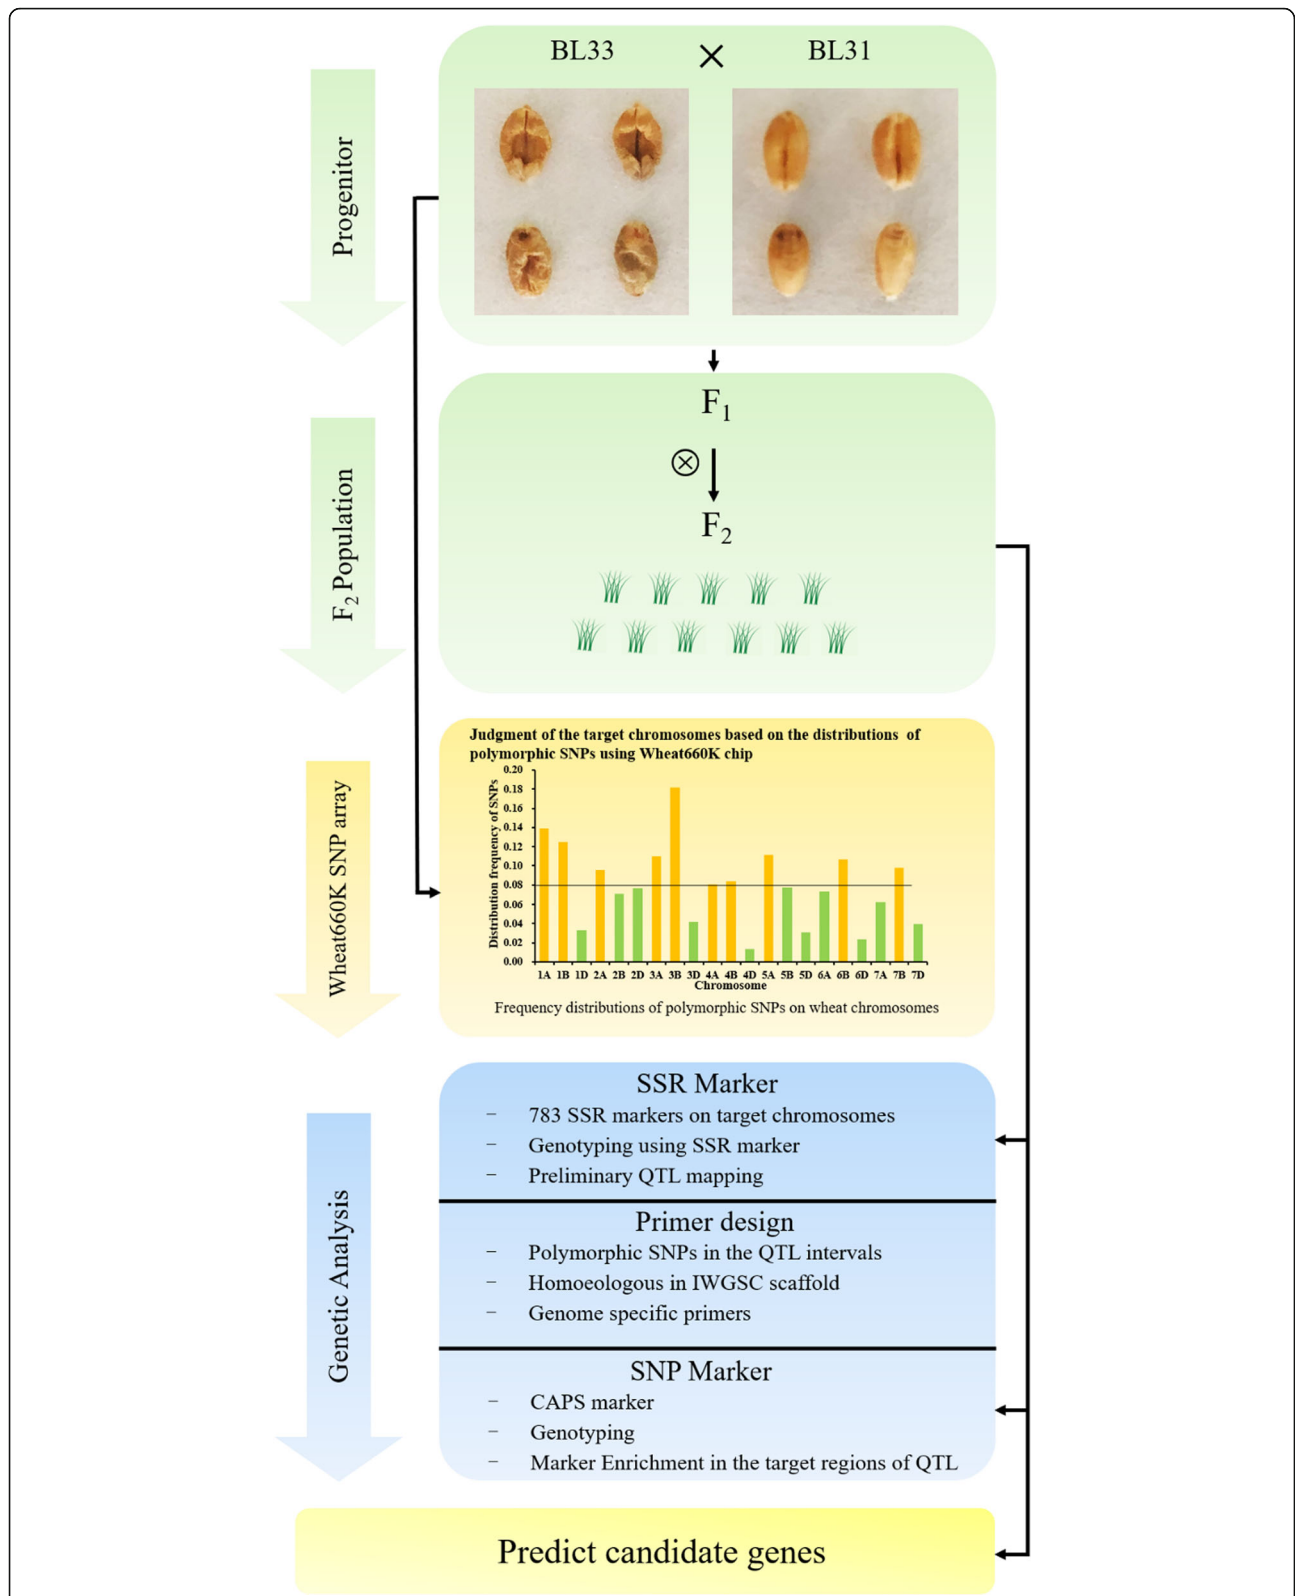 BL33 × BL31
Progenitor
F₁
⊗
F₂
F₂ Population
Wheat660K SNP array
Judgment of the target chromosomes based on the distributions of
polymorphic SNPs using Wheat660K chip
Distribution frequency of SNPs
0.20
0.18
0.16
0.14
0.12
0.10
0.08
0.06
0.04
0.02
0.00
1A 1B 1D 2A 2B 2D 3A 3B 3D 4A 4B 4D 5A 5B 5D 6A 6B 6D 7A 7B 7D
Chromosome
Frequency distributions of polymorphic SNPs on wheat chromosomes
Genetic Analysis
SSR Marker
– 783 SSR markers on target chromosomes
– Genotyping using SSR marker
– Preliminary QTL mapping
Primer design
– Polymorphic SNPs in the QTL intervals
– Homoeologous in IWGSC scaffold
– Genome specific primers
SNP Marker
– CAPS marker
– Genotyping
– Marker Enrichment in the target regions of QTL
Predict candidate genes